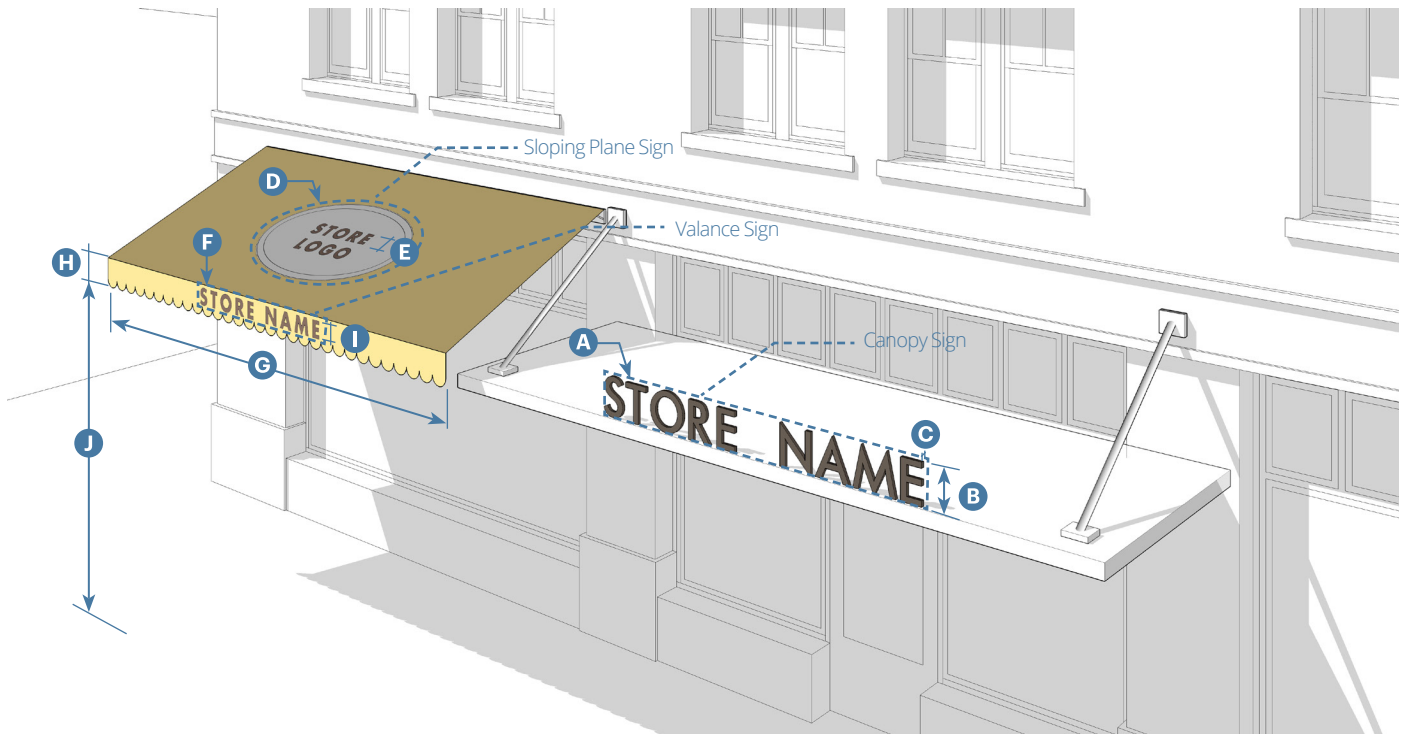 Sloping Plane Sign
D
STORE
LOGO
E
Valance Sign
F
H
STORE NAME
I
G
A
Canopy Sign
STORE NAME
C
B
J